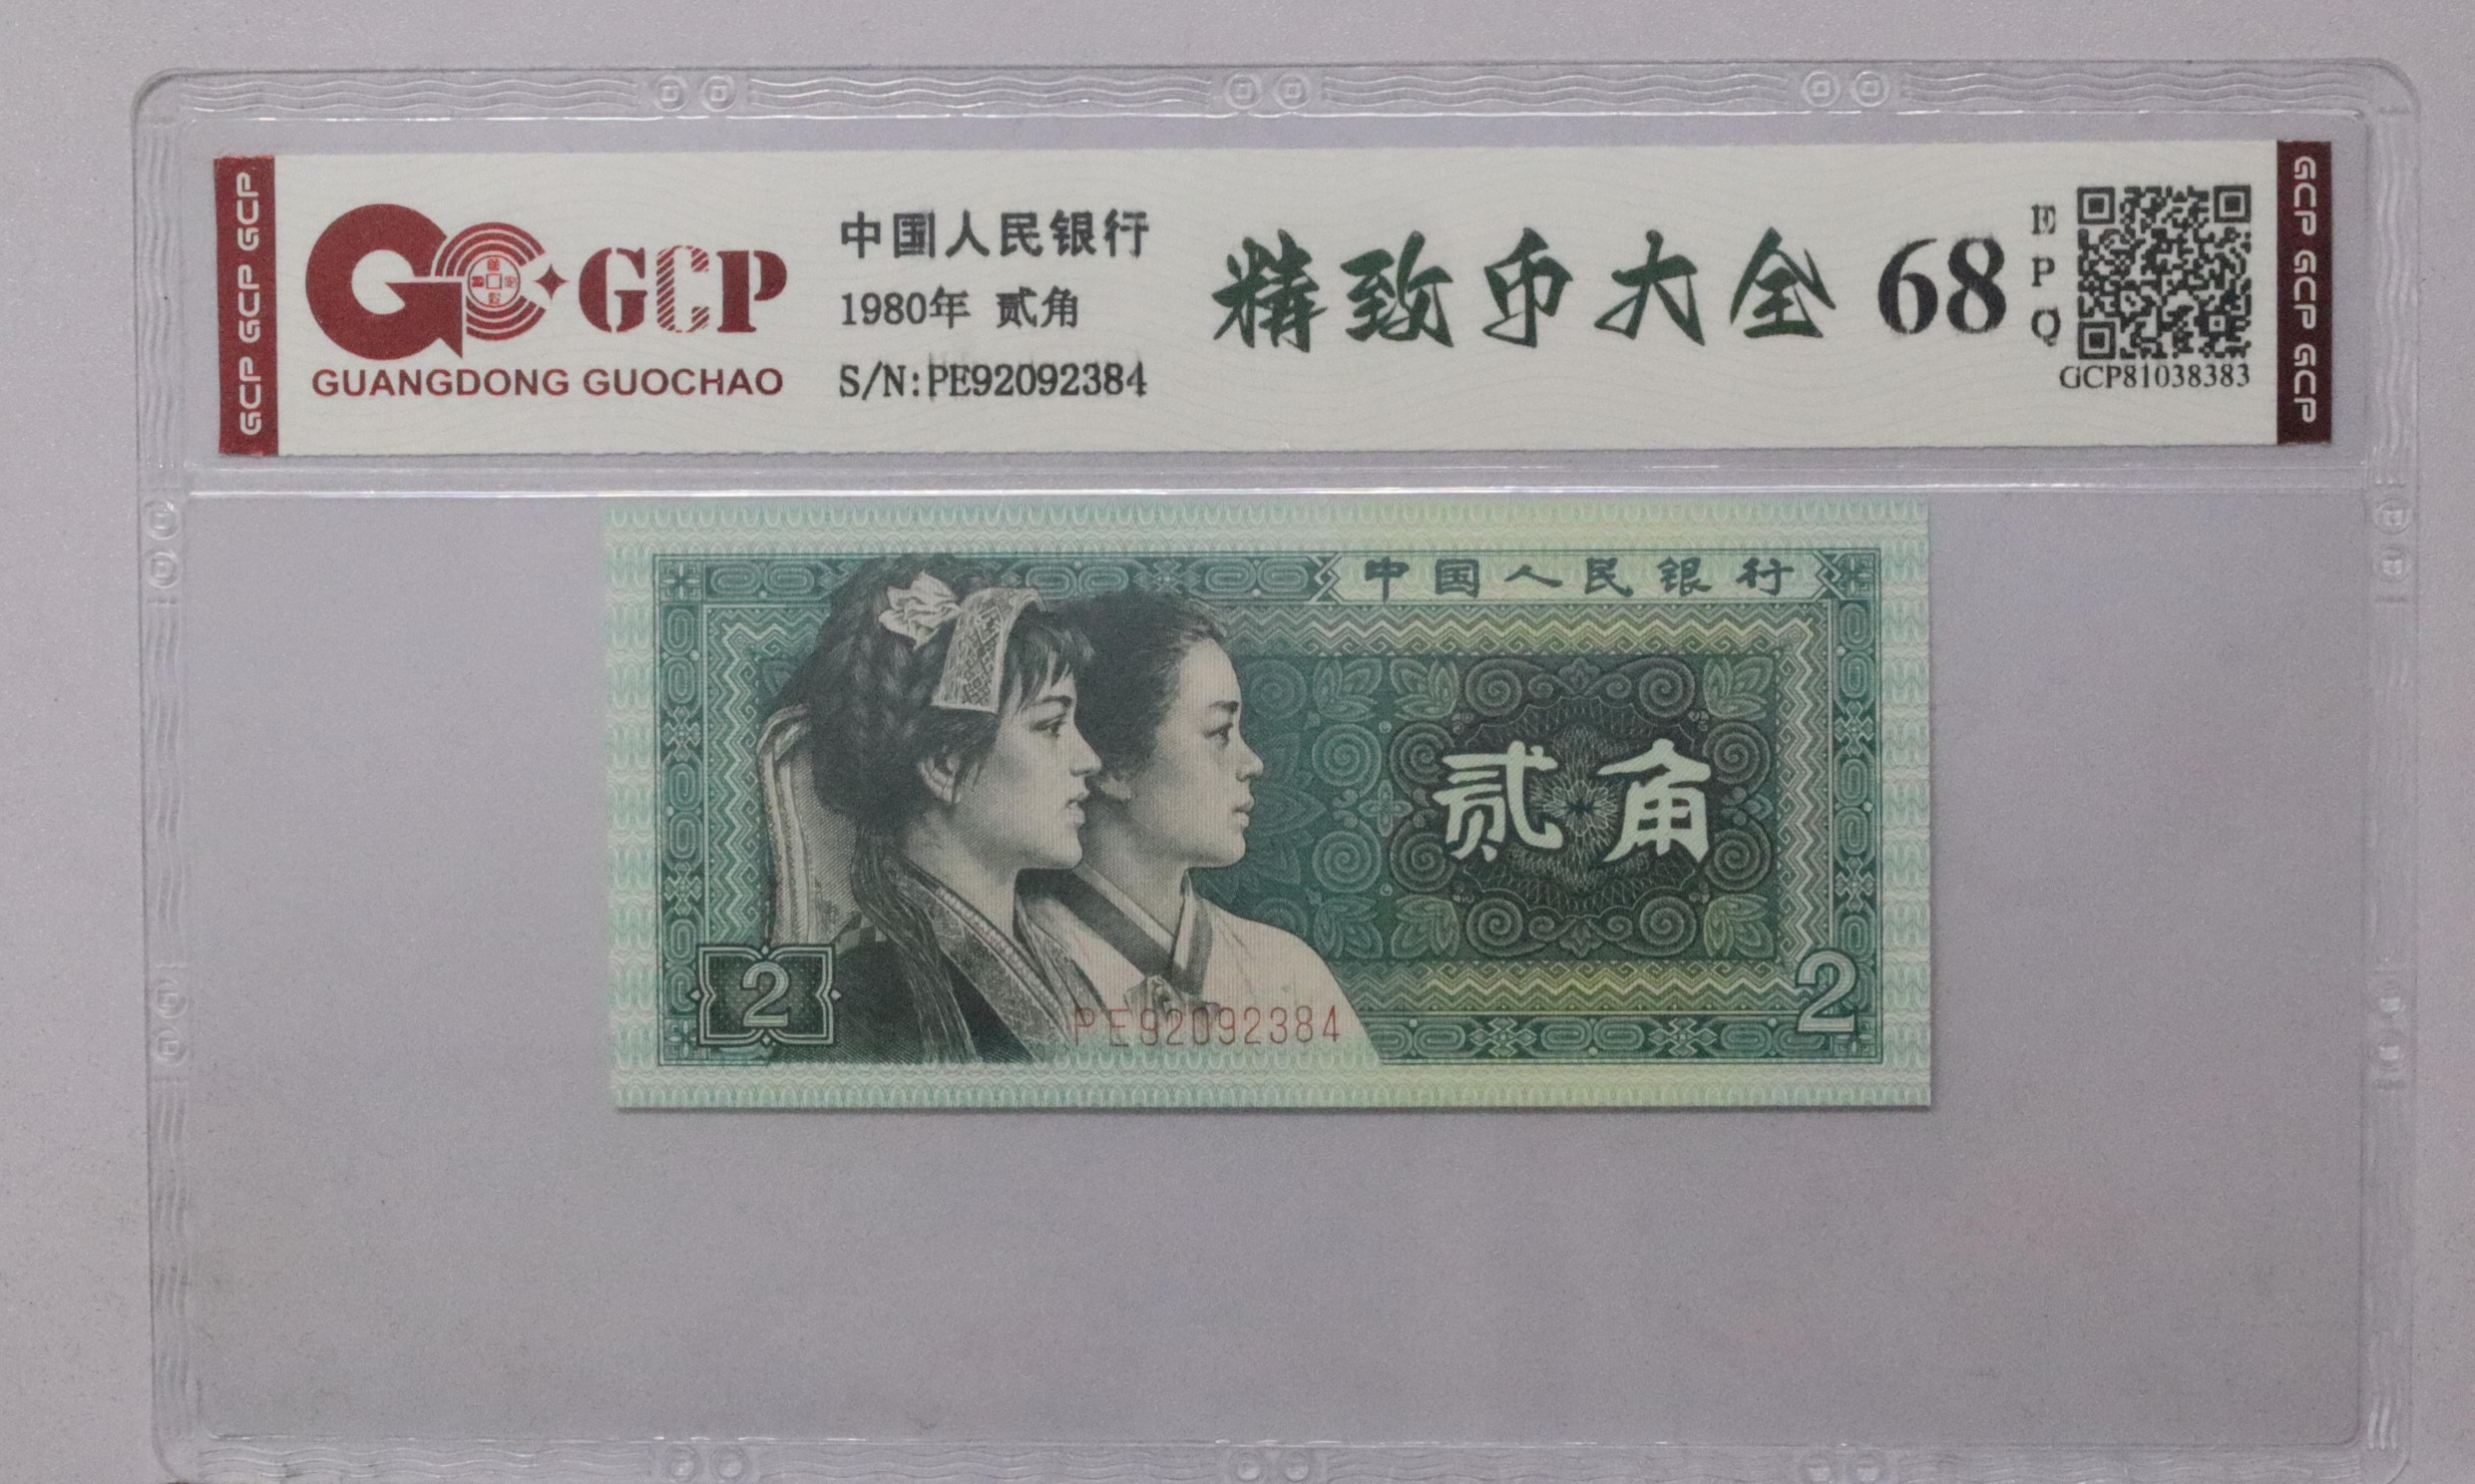 GCP GCP GCP
GCP
GUANGDONG GUOCHAO
中国人民银行
1980年 贰角
S/N:PE92092384
精致币大全
68
EPQ
GCP81038383
GCP GCP GCP
中国人民银行
贰角
2
PE92092384
2